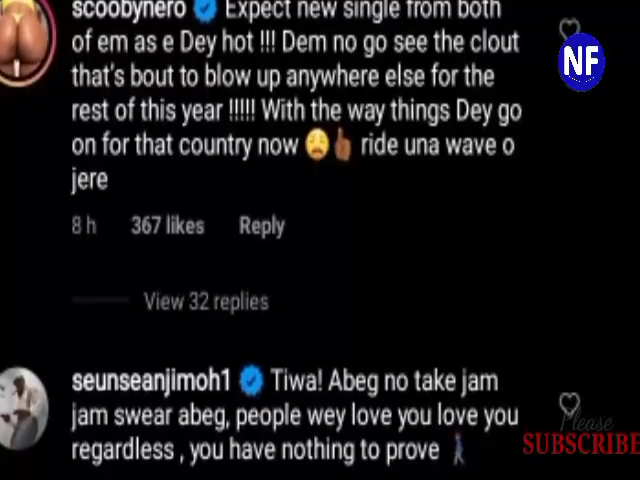 scoobynero Expect new single from both
of em as e Dey hot !!! Dem no go see the clout
that's bout to blow up anywhere else for the
rest of this year !!!!! With the way things Dey go
on for that country now 😩☝🏾 ride una wave o
jere
8 h 367 likes Reply
View 32 replies
seunseanjimoh1 Tiwa! Abeg no take jam
jam swear abeg, people wey love you love you
regardless , you have nothing to prove 🚶🏾
NF
Please
SUBSCRIBE